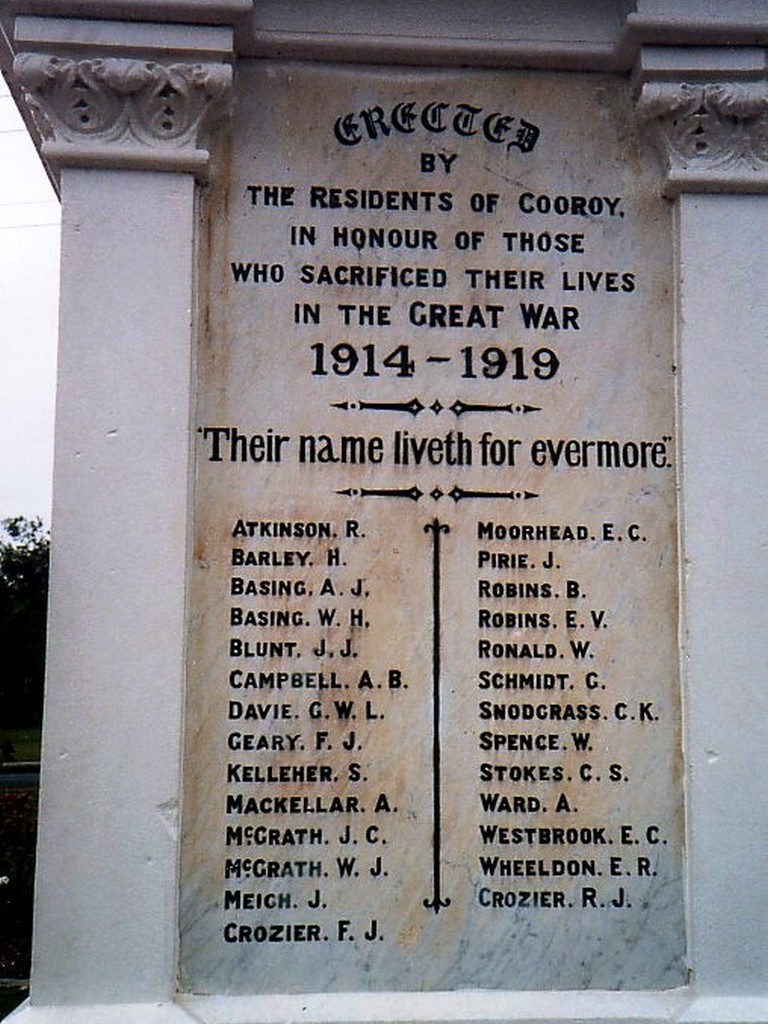 ERECTED
BY
THE RESIDENTS OF COOROY,
IN HONOUR OF THOSE
WHO SACRIFICED THEIR LIVES
IN THE GREAT WAR
1914 - 1919
"Their name liveth for evermore."
ATKINSON. R.
BARLEY. H.
BASING. A. J.
BASING. W. H.
BLUNT. J. J.
CAMPBELL. A. B.
DAVIE. G. W. L.
GEARY. F. J.
KELLEHER. S.
MACKELLAR. A.
McGRATH. J. C.
McGRATH. W. J.
MEIGH. J.
CROZIER. F. J.
MOORHEAD. E. C.
PIRIE. J.
ROBINS. B.
ROBINS. E. V.
RONALD. W.
SCHMIDT. G.
SNODGRASS. C. K.
SPENCE. W.
STOKES. C. S.
WARD. A.
WESTBROOK. E. C.
WHEELDON. E. R.
CROZIER. R. J.